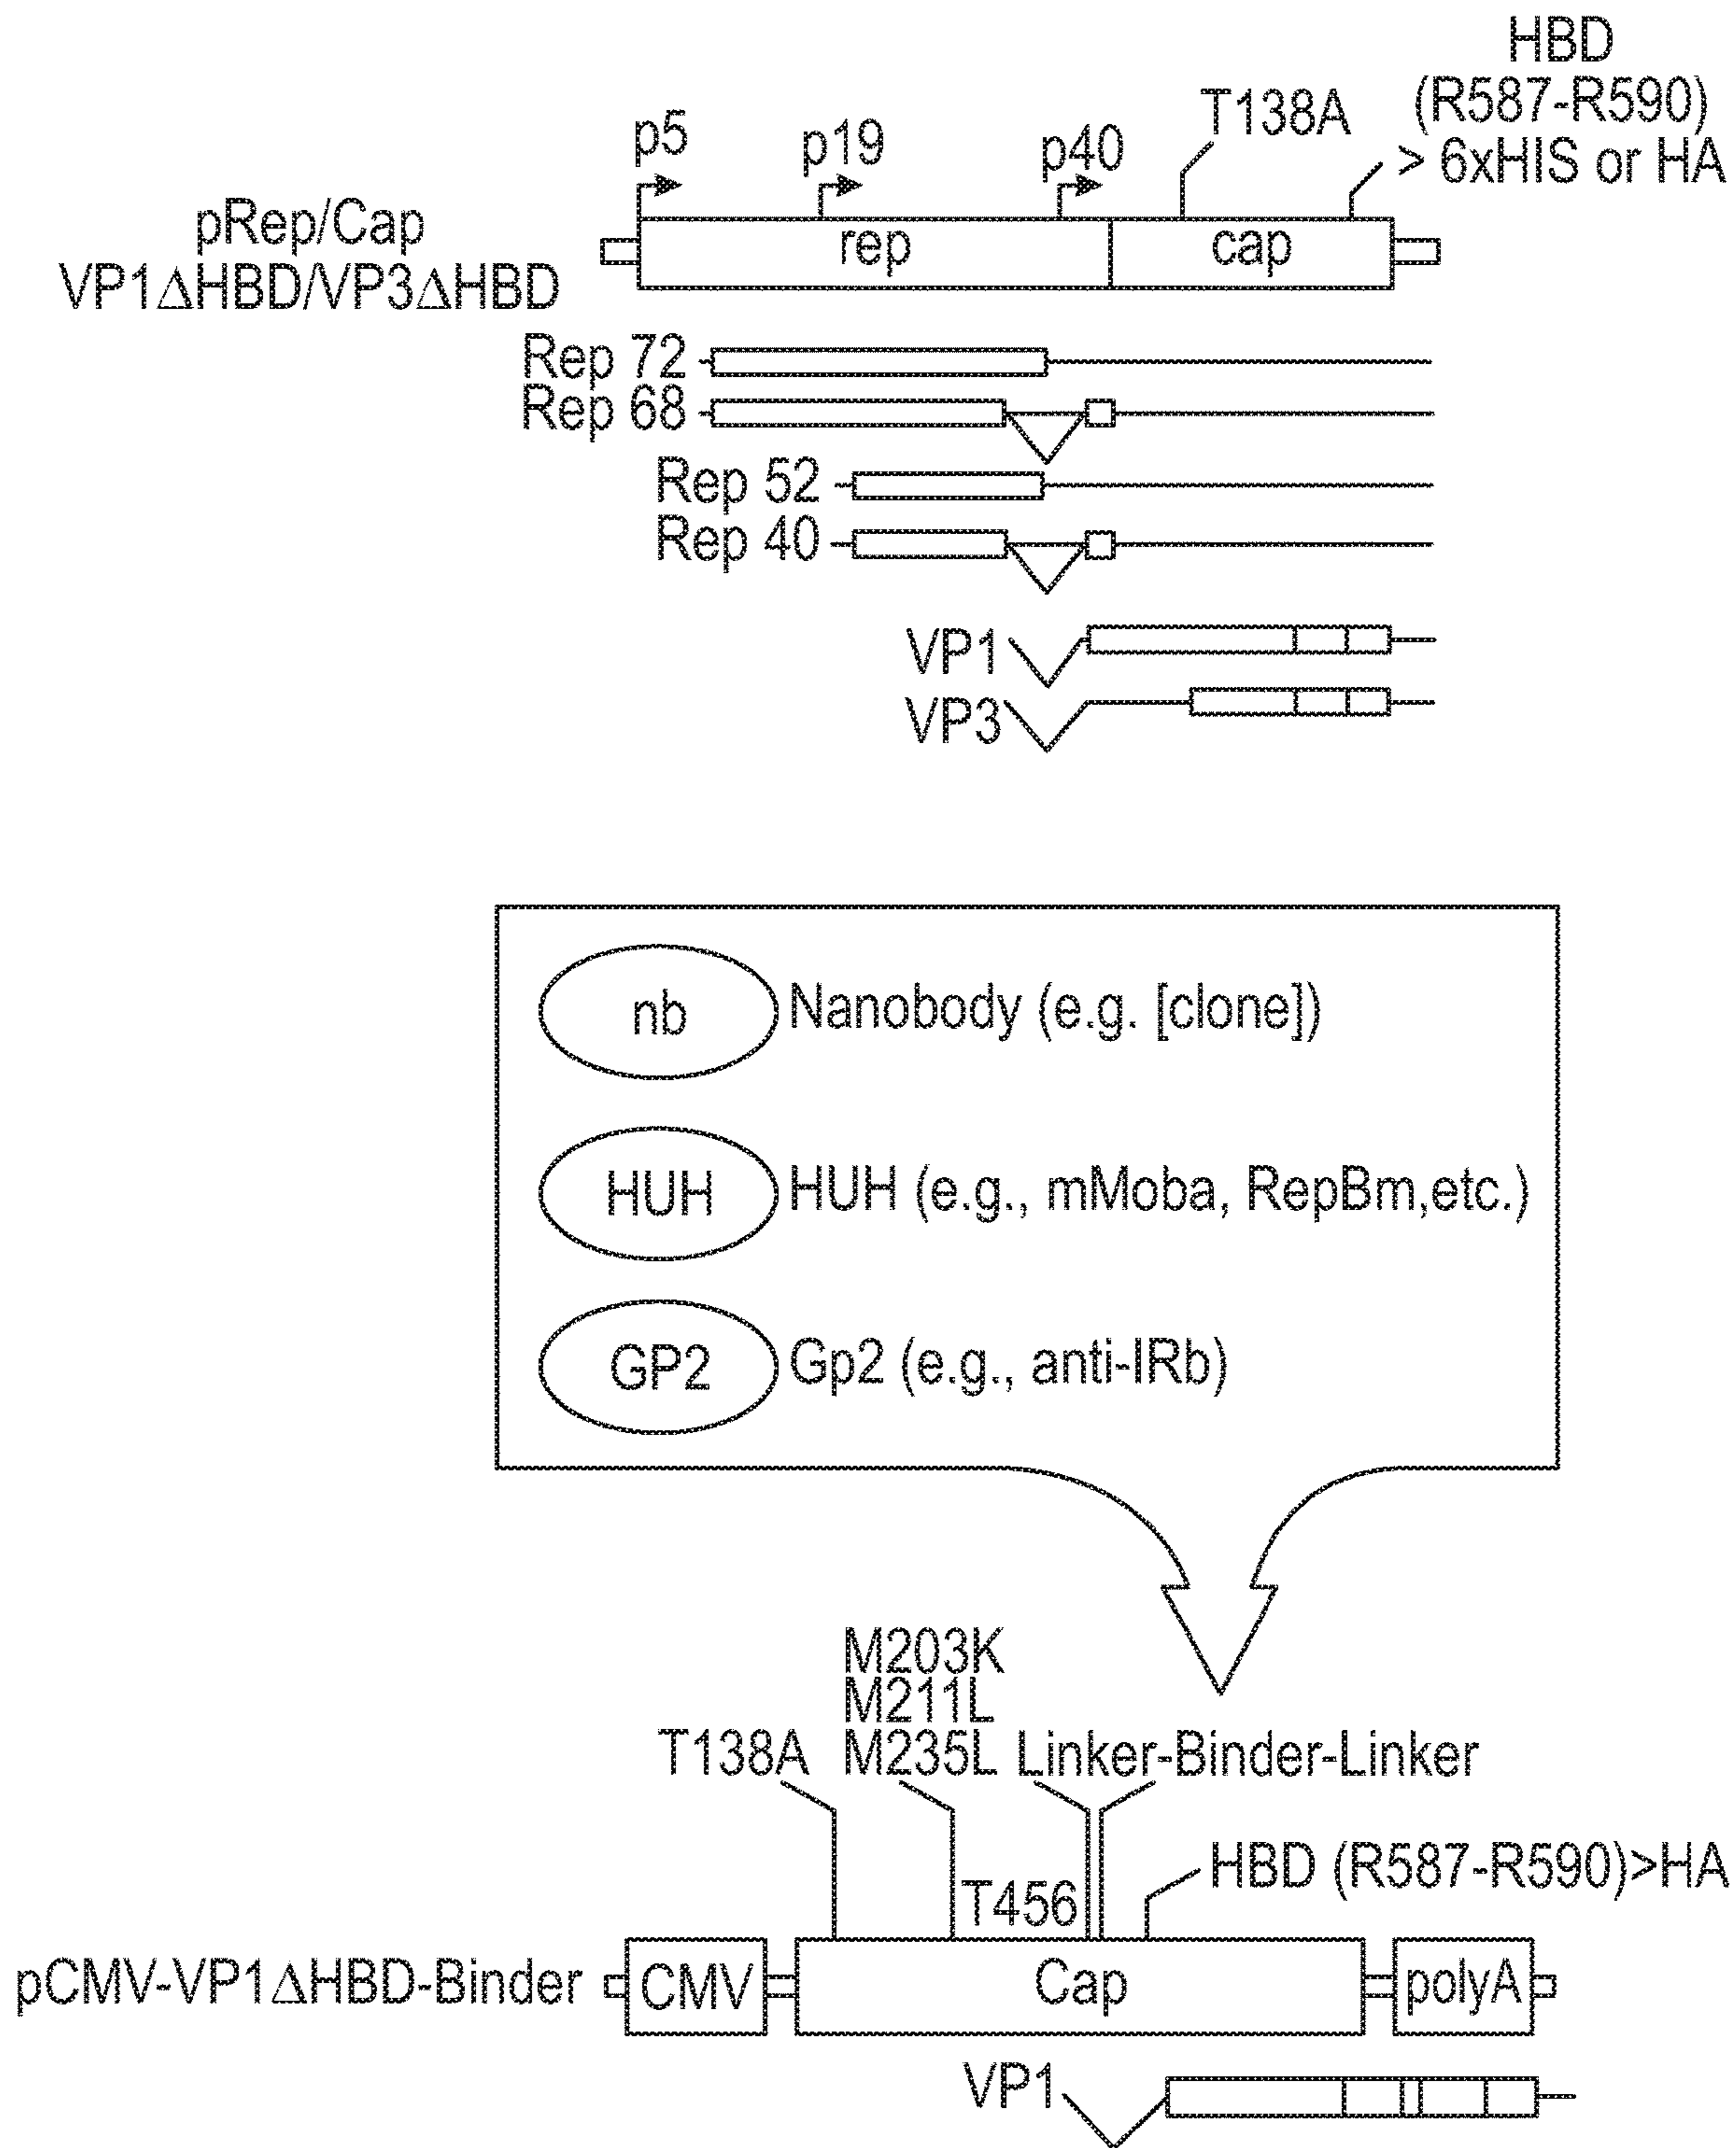 HBD
(R587-R590)
> 6xHIS or HA
T138A
p5
p19
p40
pRep/Cap
VP1ΔHBD/VP3ΔHBD
rep
cap
Rep 72
Rep 68
Rep 52
Rep 40
VP1
VP3
nb
Nanobody (e.g. [clone])
HUH
HUH (e.g., mMoba, RepBm,etc.)
GP2
Gp2 (e.g., anti-IRb)
M203K
M211L
T138A
M235L
Linker-Binder-Linker
HBD (R587-R590)>HA
T456
pCMV-VP1ΔHBD-Binder
CMV
Cap
polyA
VP1